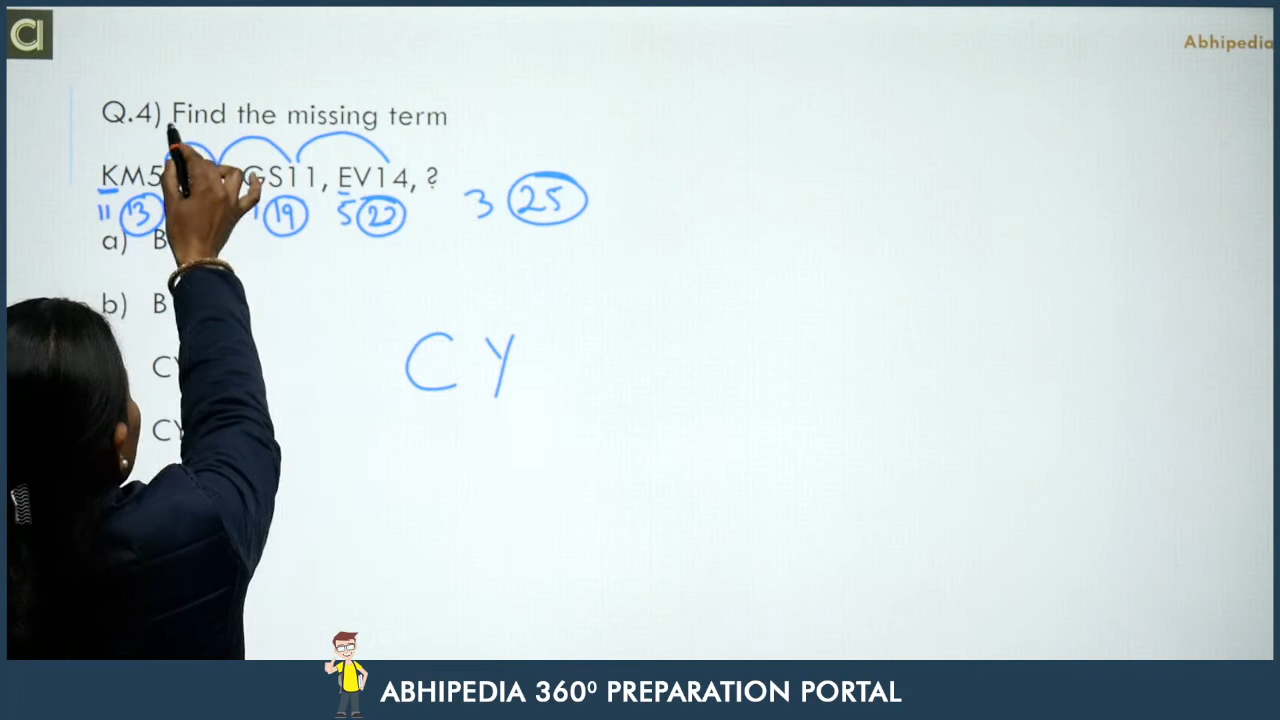 a
Abhipedia
Q.4) Find the missing term
KM5 GS11, EV14, ?
11 13 19 5 22 3 25
a) B
b) B
CY
C Y
CY
ABHIPEDIA 360⁰ PREPARATION PORTAL